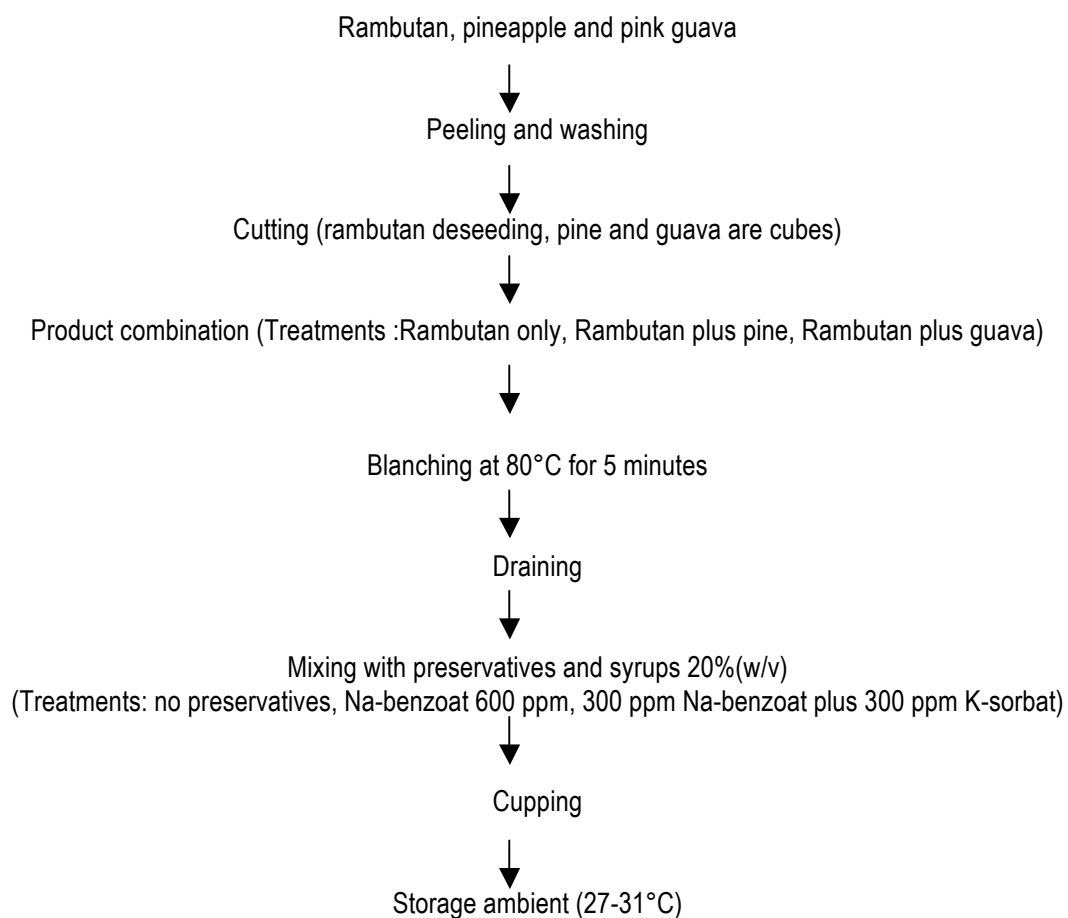 Rambutan, pineapple and pink guava
Peeling and washing
Cutting (rambutan deseeding, pine and guava are cubes)
Product combination (Treatments :Rambutan only, Rambutan plus pine, Rambutan plus guava)
Blanching at 80°C for 5 minutes
Draining
Mixing with preservatives and syrups 20%(w/v)
(Treatments: no preservatives, Na-benzoat 600 ppm, 300 ppm Na-benzoat plus 300 ppm K-sorbat)
Cupping
Storage ambient (27-31°C)